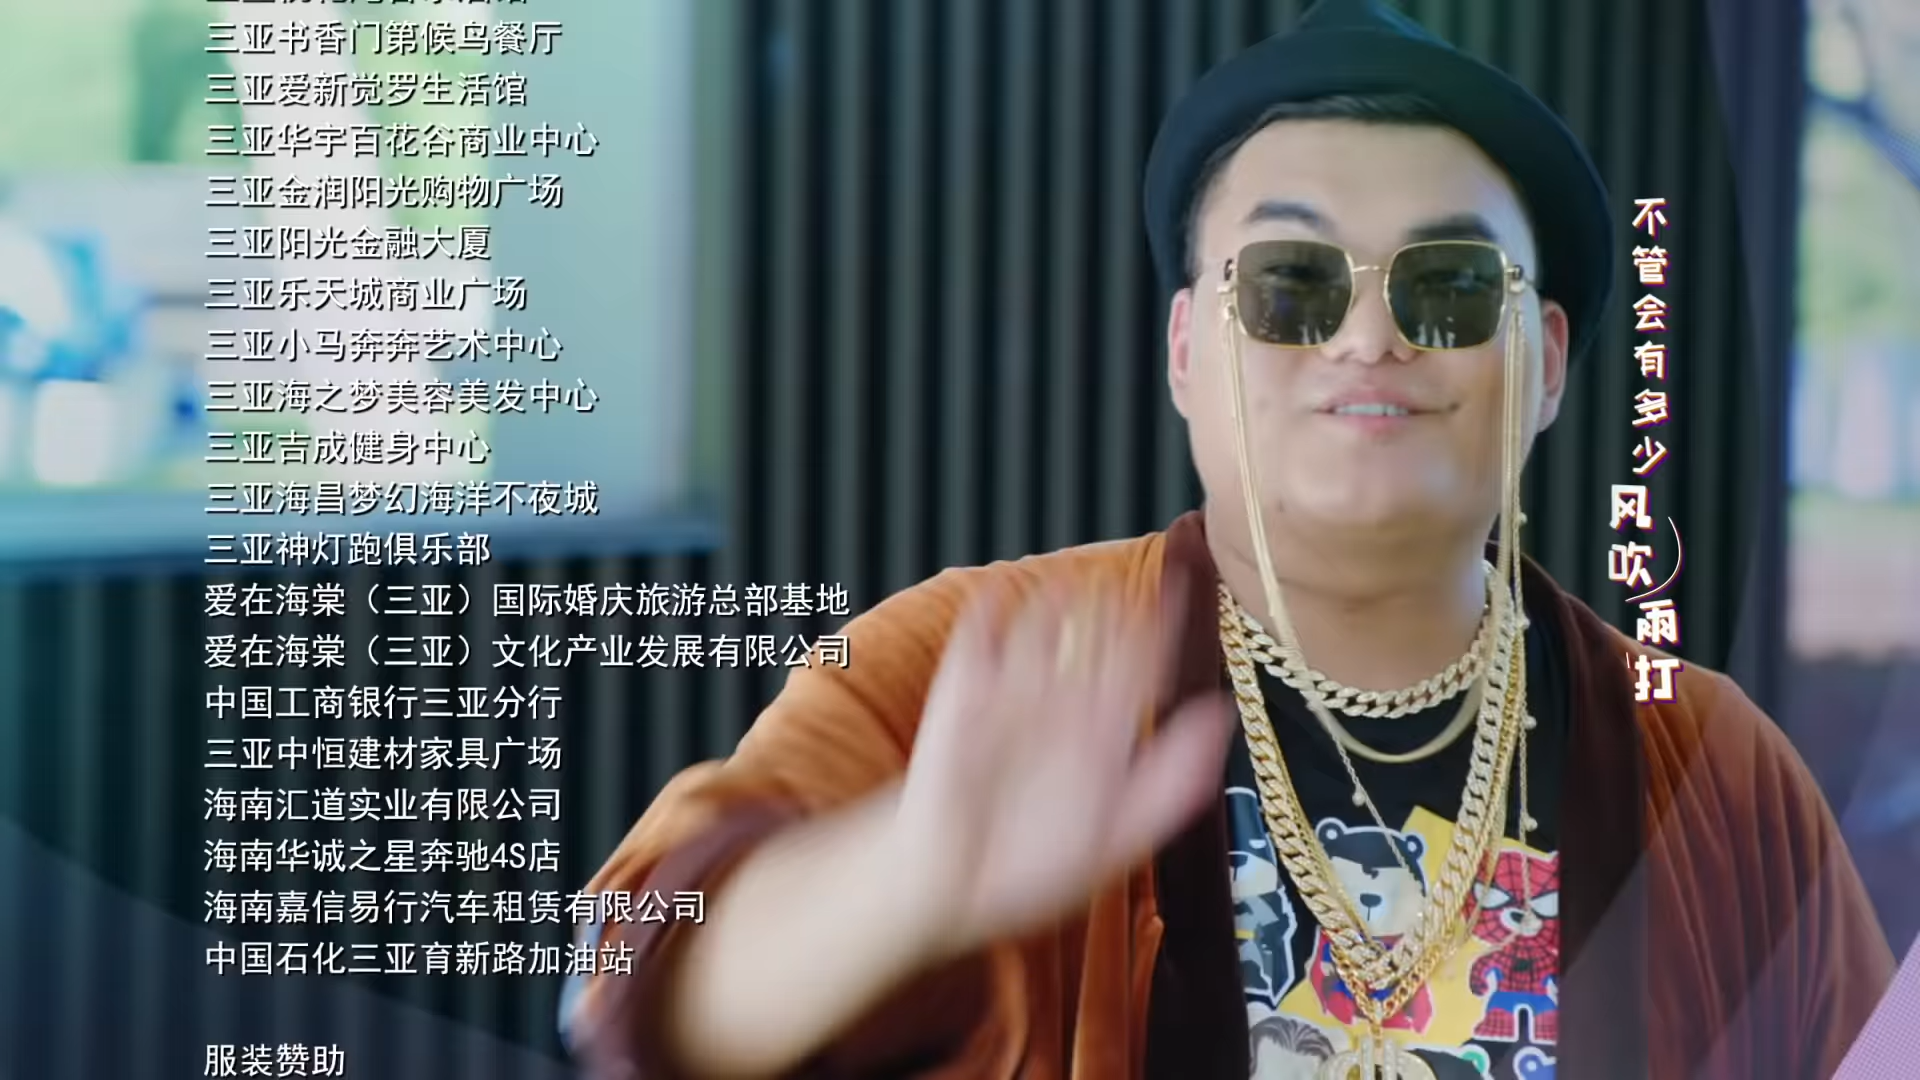 三亚书香门第候鸟餐厅
三亚爱新觉罗生活馆
三亚华宇百花谷商业中心
三亚金润阳光购物广场
三亚阳光金融大厦
三亚乐天城商业广场
三亚小马奔奔艺术中心
三亚海之梦美容美发中心
三亚吉成健身中心
三亚海昌梦幻海洋不夜城
三亚神灯跑俱乐部
爱在海棠（三亚）国际婚庆旅游总部基地
爱在海棠（三亚）文化产业发展有限公司
中国工商银行三亚分行
三亚中恒建材家具广场
海南汇道实业有限公司
海南华诚之星奔驰4S店
海南嘉信易行汽车租赁有限公司
中国石化三亚育新路加油站
服装赞助
不管会有多少风吹雨打